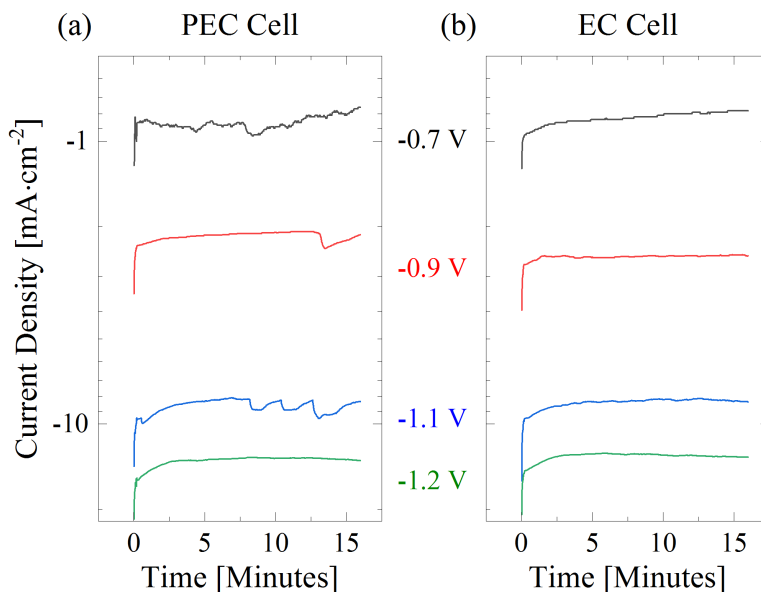 (a) PEC Cell
(b) EC Cell
Current Density [mA·cm⁻²]
-1
-10
-0.7 V
-0.9 V
-1.1 V
-1.2 V
0 5 10 15
0 5 10 15
Time [Minutes]
Time [Minutes]